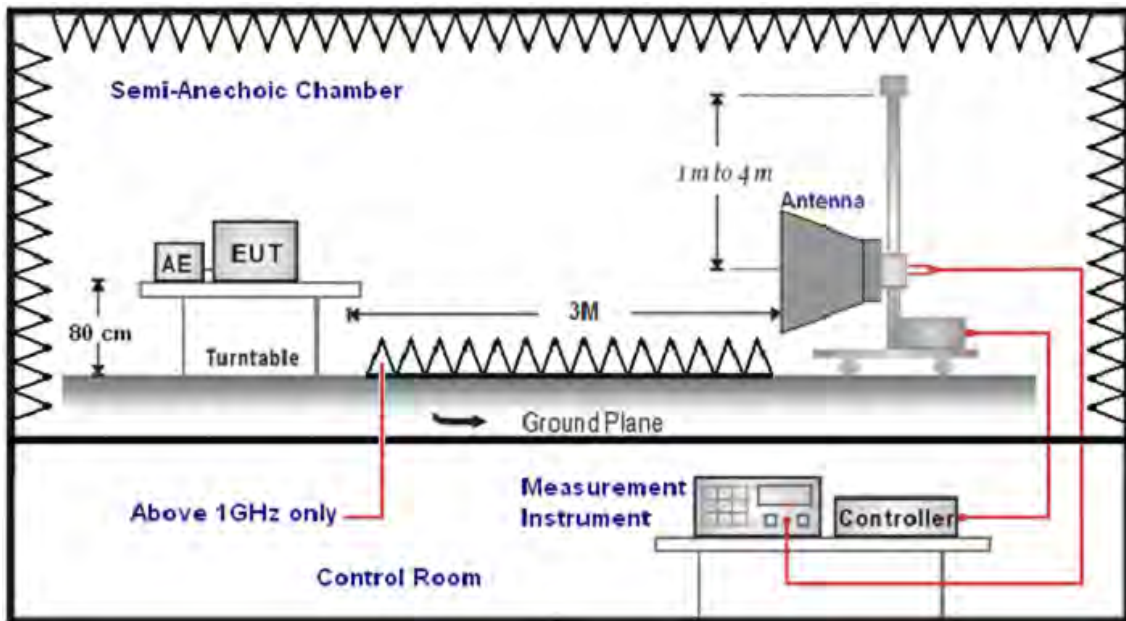 Semi-Anechoic Chamber
1m to 4m
Antenna
AE
EUT
3M
80 cm
Turntable
Ground Plane
Above 1GHz only
Measurement
Instrument
Controller
Control Room